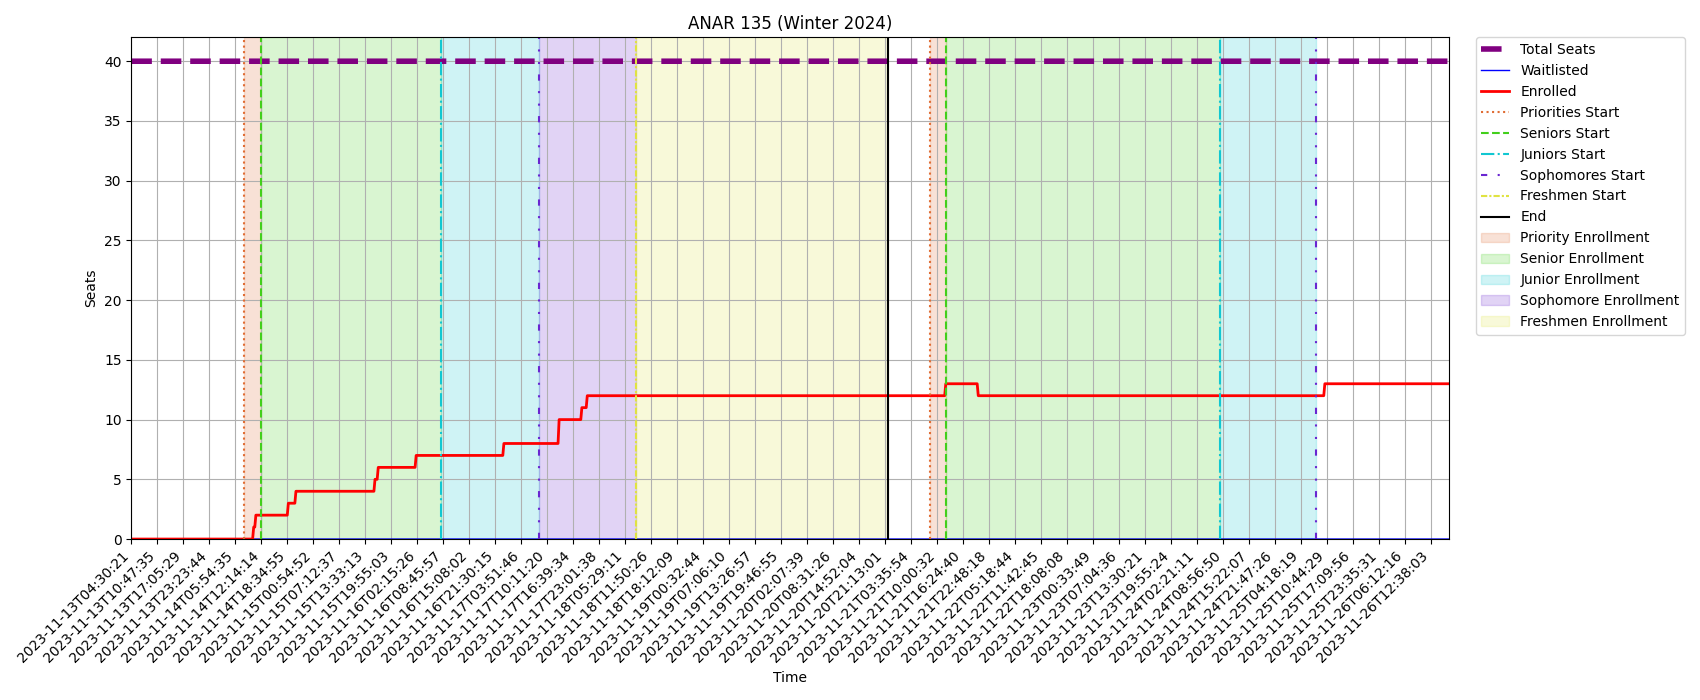 ANAR 135 (Winter 2024)
Seats
40
35
30
25
20
15
10
5
0
2023-11-13T04:30:21
2023-11-13T10:47:35
2023-11-13T17:05:29
2023-11-13T23:23:44
2023-11-14T05:54:35
2023-11-14T12:14:14
2023-11-14T18:34:55
2023-11-15T00:54:52
2023-11-15T07:12:37
2023-11-15T13:33:13
2023-11-15T19:55:03
2023-11-16T02:15:26
2023-11-16T08:45:57
2023-11-16T15:08:02
2023-11-16T21:30:15
2023-11-17T03:51:46
2023-11-17T10:11:20
2023-11-17T16:39:34
2023-11-17T23:01:38
2023-11-18T05:29:11
2023-11-18T11:50:26
2023-11-18T18:12:09
2023-11-19T00:32:44
2023-11-19T07:06:10
2023-11-19T13:26:57
2023-11-19T19:46:55
2023-11-20T02:07:39
2023-11-20T08:31:26
2023-11-20T14:52:04
2023-11-20T21:13:01
2023-11-21T03:35:54
2023-11-21T10:00:32
2023-11-21T16:24:40
2023-11-21T22:48:18
2023-11-22T05:18:44
2023-11-22T11:42:45
2023-11-22T18:08:08
2023-11-23T00:33:49
2023-11-23T07:04:36
2023-11-23T13:30:21
2023-11-23T19:55:24
2023-11-24T02:21:11
2023-11-24T08:56:50
2023-11-24T15:22:07
2023-11-24T21:47:26
2023-11-25T04:18:19
2023-11-25T10:44:29
2023-11-25T17:09:56
2023-11-25T23:35:31
2023-11-26T06:12:16
2023-11-26T12:38:03
Time
Total Seats
Waitlisted
Enrolled
Priorities Start
Seniors Start
Juniors Start
Sophomores Start
Freshmen Start
End
Priority Enrollment
Senior Enrollment
Junior Enrollment
Sophomore Enrollment
Freshmen Enrollment